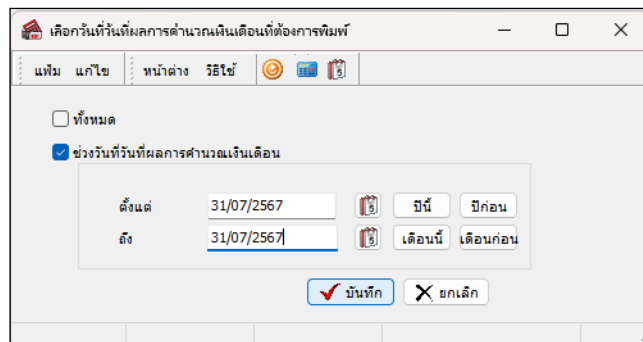 เลือกวันที่วันที่ผลการคำนวณเงินเดือนที่ต้องการพิมพ์
แฟ้ม แก้ไข หน้าต่าง วิธีใช้ 5
ทั้งหมด
ช่วงวันที่วันที่ผลการคำนวณเงินเดือน
ตั้งแต่ 31/07/2567 5 ปีนี้ ปีก่อน
ถึง 31/07/2567 5 เดือนนี้ เดือนก่อน
บันทึก ยกเลิก